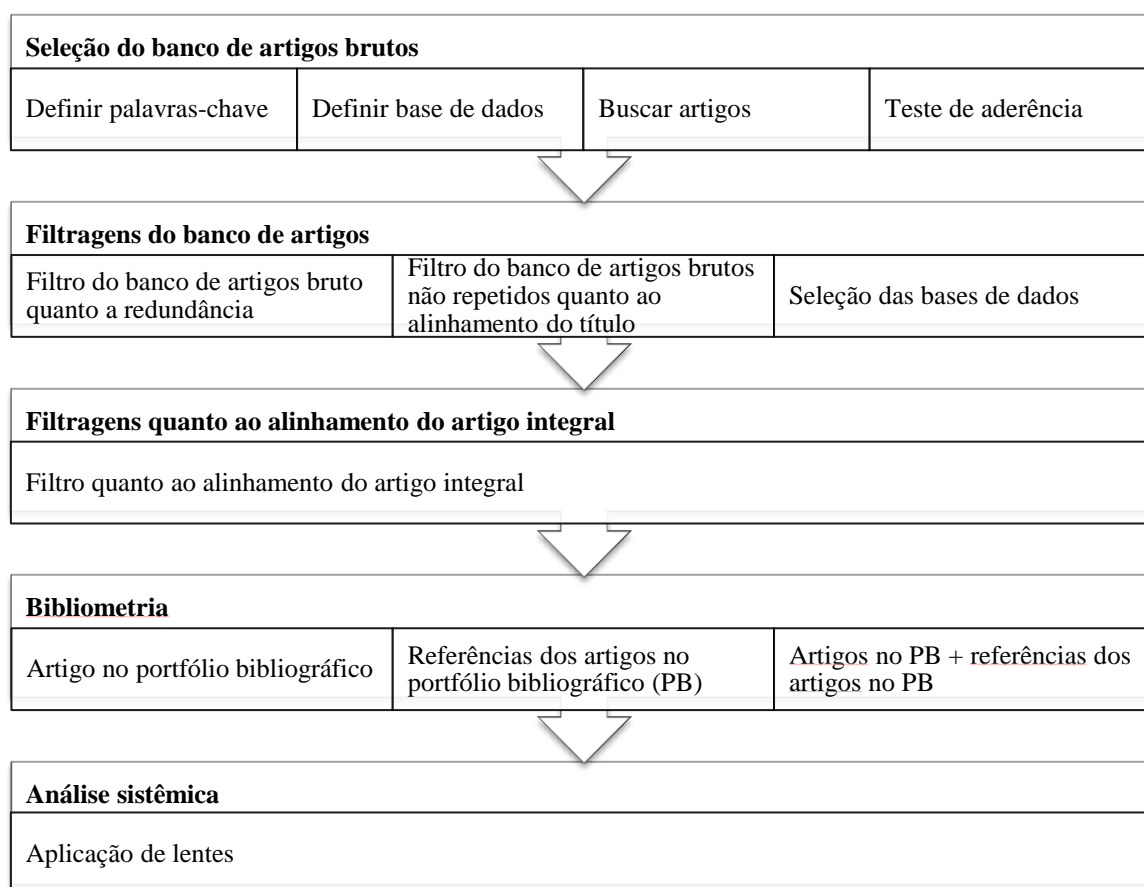 Seleção do banco de artigos brutos
Definir palavras-chave
Definir base de dados
Buscar artigos
Teste de aderência
Filtragens do banco de artigos
Filtro do banco de artigos bruto
quanto a redundância
Filtro do banco de artigos brutos
não repetidos quanto ao
alinhamento do título
Seleção das bases de dados
Filtragens quanto ao alinhamento do artigo integral
Filtro quanto ao alinhamento do artigo integral
Bibliometria
Artigo no portfólio bibliográfico
Referências dos artigos no
portfólio bibliográfico (PB)
Artigos no PB + referências dos
artigos no PB
Análise sistêmica
Aplicação de lentes